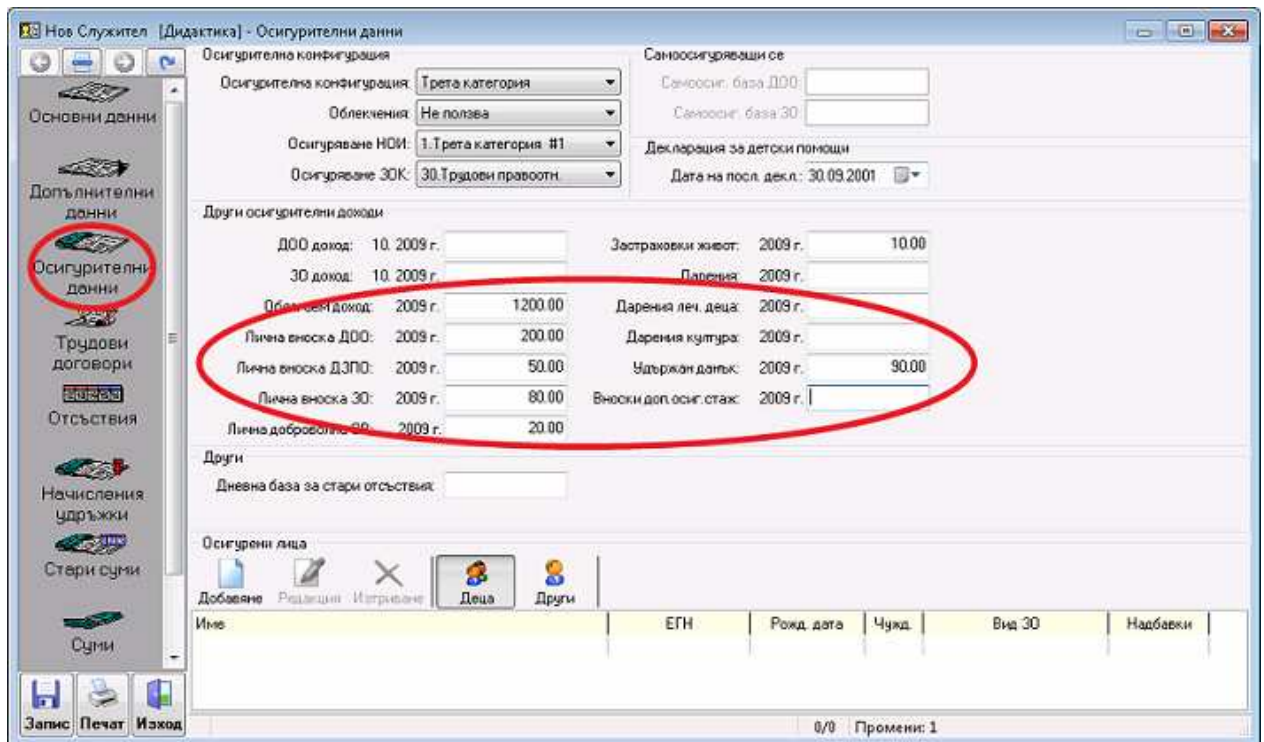 Нов Служител [Дидактика] - Осигурителни данни
Основни данни
Допълнителни
данни
Осигурителни
данни
Трудови
договори
Отсъствия
Начисления
удръжки
Стари суми
Суми
Запис Печат Изход
Осигурителна конфигурация
Осигурителна конфигурация: Трета категория
Облекчения: Не ползва
Осигуряване НОИ: 1.Трета категория #1
Осигуряване ЗОК: 30.Трудови правоотн.
Самоосигуряващи се
Самоосиг. база ДОО:
Самоосиг. база ЗО:
Декларация за детски помощи
Дата на посл. декл.: 30.09.2001
Други осигурителни доходи
ДОО доход: 10. 2009 г.
ЗО доход: 10. 2009 г.
Облагаем доход: 2009 г. 1200.00
Лична вноска ДОО: 2009 г. 200.00
Лична вноска ДЗПО: 2009 г. 50.00
Лична вноска ЗО: 2009 г. 80.00
Лична доброволна 2009 г. 20.00
Застраховки живот: 2009 г. 10.00
Дарения: 2009 г.
Дарения леч. деца: 2009 г.
Дарения култура: 2009 г.
Удържан данък: 2009 г. 90.00
Вноски доп.осиг.стаж: 2009 г.
Други
Дневна база за стари отсъствия:
Осигурени лица
Добавяне Редакция Изтриване Деца Други
Име ЕГН Рожд. дата Чужд. Вид ЗО Надбавки
0/0 Промени: 1